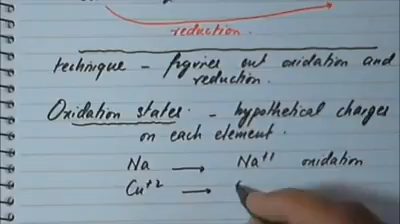 reduction.
technique - figures out oxidation and
reduction.
Oxidation states - hypothetical charges
on each element.
Na → Na⁺¹ oxidation
Cu⁺² →